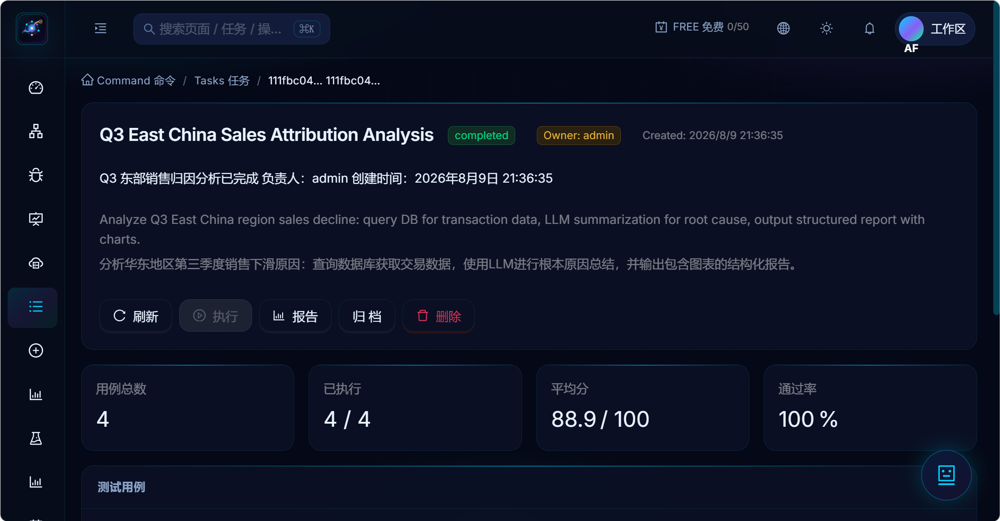 搜索页面 / 任务 / 操... ⌘K
FREE 免费 0/50
工作区
AF
Command 命令 / Tasks 任务 / 111fbc04... 111fbc04...
Q3 East China Sales Attribution Analysis completed Owner: admin Created: 2026/8/9 21:36:35
Q3 东部销售归因分析已完成 负责人：admin 创建时间：2026年8月9日 21:36:35
Analyze Q3 East China region sales decline: query DB for transaction data, LLM summarization for root cause, output structured report with
charts.
分析华东地区第三季度销售下滑原因：查询数据库获取交易数据，使用LLM进行根本原因总结，并输出包含图表的结构化报告。
刷新 执行 报告 归档 删除
用例总数
4
已执行
4 / 4
平均分
88.9 / 100
通过率
100 %
测试用例